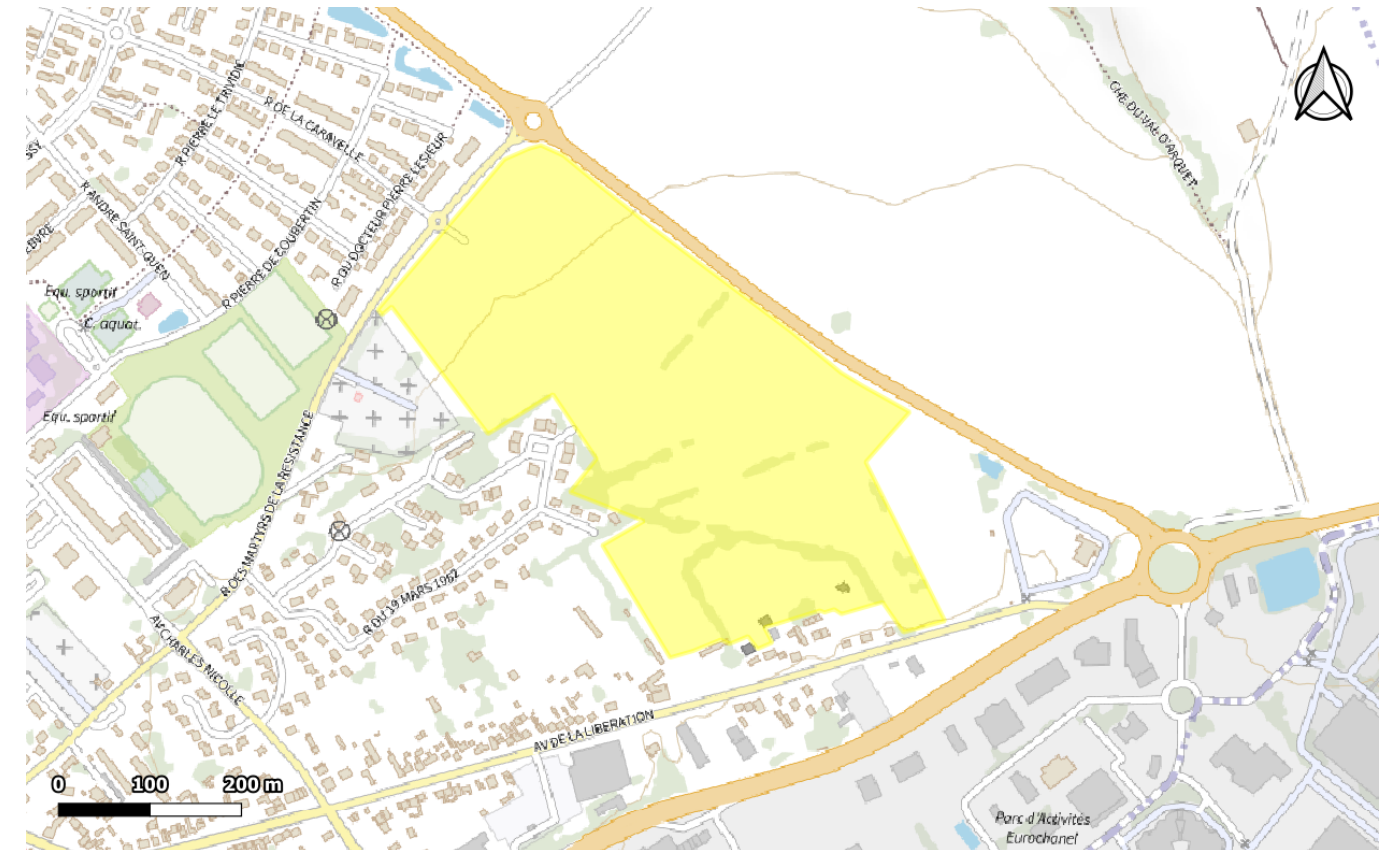 R PIERRE LE TRIVIDIC
R DE LA CARAVELLE
CHE DU VAL D'ARQUET
R ANDRE SAINT-OUEN
R PIERRE DE COUBERTIN
R DU DOCTEUR PIERRE LESIEUR
Equ. sportif
C. aquat.
Equ. sportif
R DES MARTYRS DE LA RESISTANCE
R DU 19 MARS 1962
AV CHARLES NICOLLE
AV DE LA LIBERATION
0 100 200 m
Parc d'Activités
Eurochanel